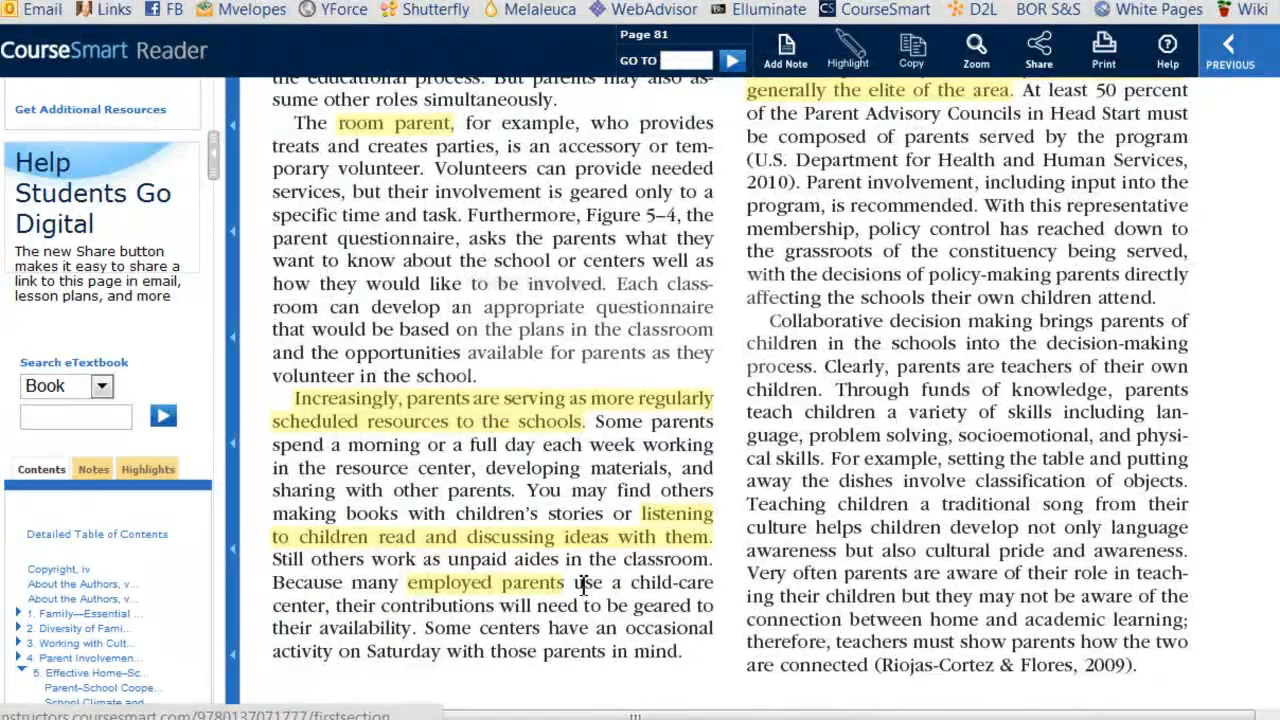 Email Links FB Mvelopes YForce Shutterfly Melaleuca WebAdvisor Elluminate CourseSmart D2L BOR S&S White Pages Wiki
CourseSmart Reader
Page 81
GO TO
Add Note Highlight Copy Zoom Share Print Help PREVIOUS
Get Additional Resources
Help
Students Go
Digital
The new Share button
makes it easy to share a
link to this page in email,
lesson plans, and more
Search eTextbook
Book
Contents Notes Highlights
Detailed Table of Contents
Copyright, iv
About the Authors, v...
About the Authors, v...
1. Family—Essential ...
2. Diversity of Fami...
3. Working with Cult...
4. Parent Involvemen...
5. Effective Home–Sc...
Parent–School Coope...
School Climate and
the educational process. But parents may also as-
sume other roles simultaneously.
The room parent, for example, who provides
treats and creates parties, is an accessory or tem-
porary volunteer. Volunteers can provide needed
services, but their involvement is geared only to a
specific time and task. Furthermore, Figure 5–4, the
parent questionnaire, asks the parents what they
want to know about the school or centers well as
how they would like to be involved. Each class-
room can develop an appropriate questionnaire
that would be based on the plans in the classroom
and the opportunities available for parents as they
volunteer in the school.
Increasingly, parents are serving as more regularly
scheduled resources to the schools. Some parents
spend a morning or a full day each week working
in the resource center, developing materials, and
sharing with other parents. You may find others
making books with children's stories or listening
to children read and discussing ideas with them.
Still others work as unpaid aides in the classroom.
Because many employed parents use a child-care
center, their contributions will need to be geared to
their availability. Some centers have an occasional
activity on Saturday with those parents in mind.
generally the elite of the area. At least 50 percent
of the Parent Advisory Councils in Head Start must
be composed of parents served by the program
(U.S. Department for Health and Human Services,
2010). Parent involvement, including input into the
program, is recommended. With this representative
membership, policy control has reached down to
the grassroots of the constituency being served,
with the decisions of policy-making parents directly
affecting the schools their own children attend.
Collaborative decision making brings parents of
children in the schools into the decision-making
process. Clearly, parents are teachers of their own
children. Through funds of knowledge, parents
teach children a variety of skills including lan-
guage, problem solving, socioemotional, and physi-
cal skills. For example, setting the table and putting
away the dishes involve classification of objects.
Teaching children a traditional song from their
culture helps children develop not only language
awareness but also cultural pride and awareness.
Very often parents are aware of their role in teach-
ing their children but they may not be aware of the
connection between home and academic learning;
therefore, teachers must show parents how the two
are connected (Riojas-Cortez & Flores, 2009).
nstructors.coursesmart.com/9780137071777/firstsection